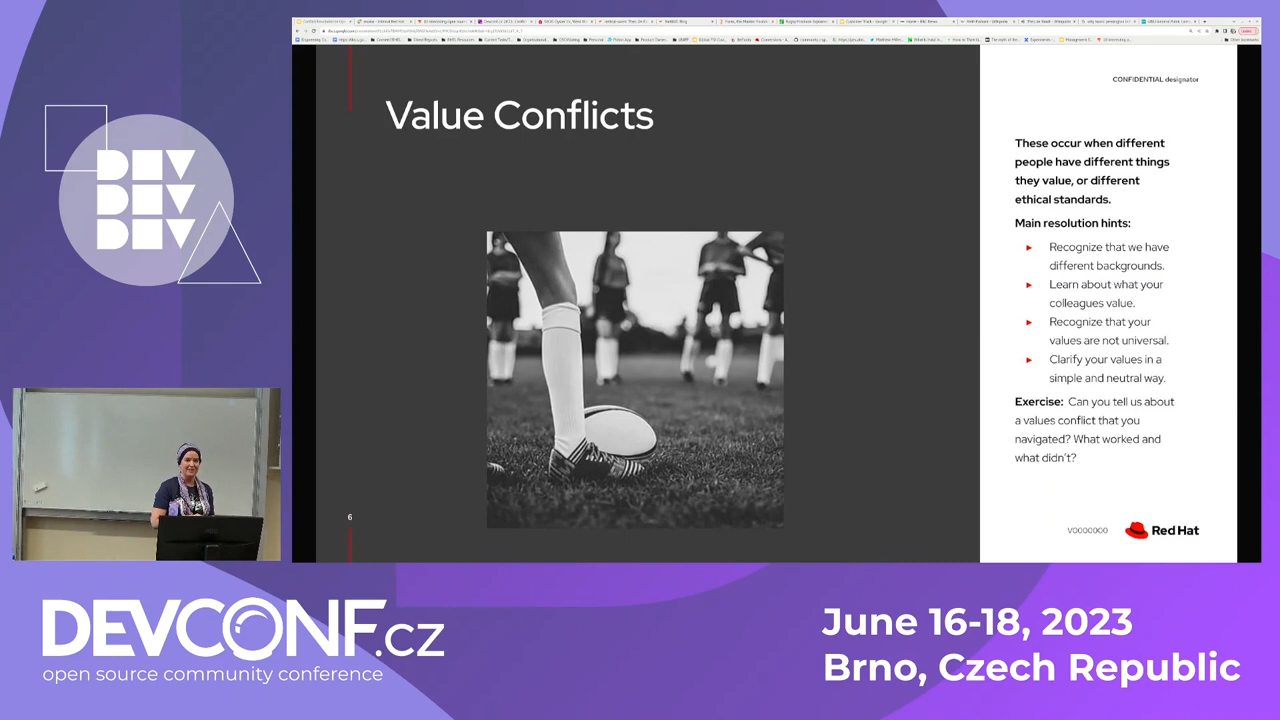 Value Conflicts
CONFIDENTIAL designator
These occur when different
people have different things
they value, or different
ethical standards.
Main resolution hints:
Recognize that we have
different backgrounds.
Learn about what your
colleagues value.
Recognize that your
values are not universal.
Clarify your values in a
simple and neutral way.
Exercise: Can you tell us about
a values conflict that you
navigated? What worked and
what didn't?
6
V0000000
Red Hat
DEV
DEV
DEV
DEVCONF.cz
open source community conference
June 16-18, 2023
Brno, Czech Republic